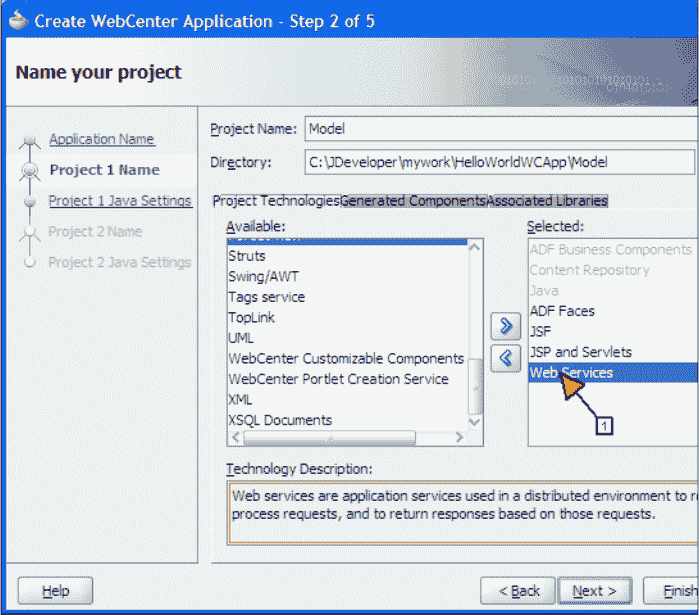 Create WebCenter Application - Step 2 of 5
Name your project
Application Name
Project 1 Name
Project 1 Java Settings
Project 2 Name
Project 2 Java Settings
Project Name: Model
Directory: C:\JDeveloper\mywork\HelloWorldWCApp\Model
Project Technologies Generated Components Associated Libraries
Available:
Struts
Swing/AWT
Tags service
TopLink
UML
WebCenter Customizable Components
WebCenter Portlet Creation Service
XML
XSQL Documents
Selected:
ADF Business Components
Content Repository
Java
ADF Faces
JSF
JSP and Servlets
Web Services
1
Technology Description:
Web services are application services used in a distributed environment to
process requests, and to return responses based on those requests.
Help
< Back
Next >
Finish